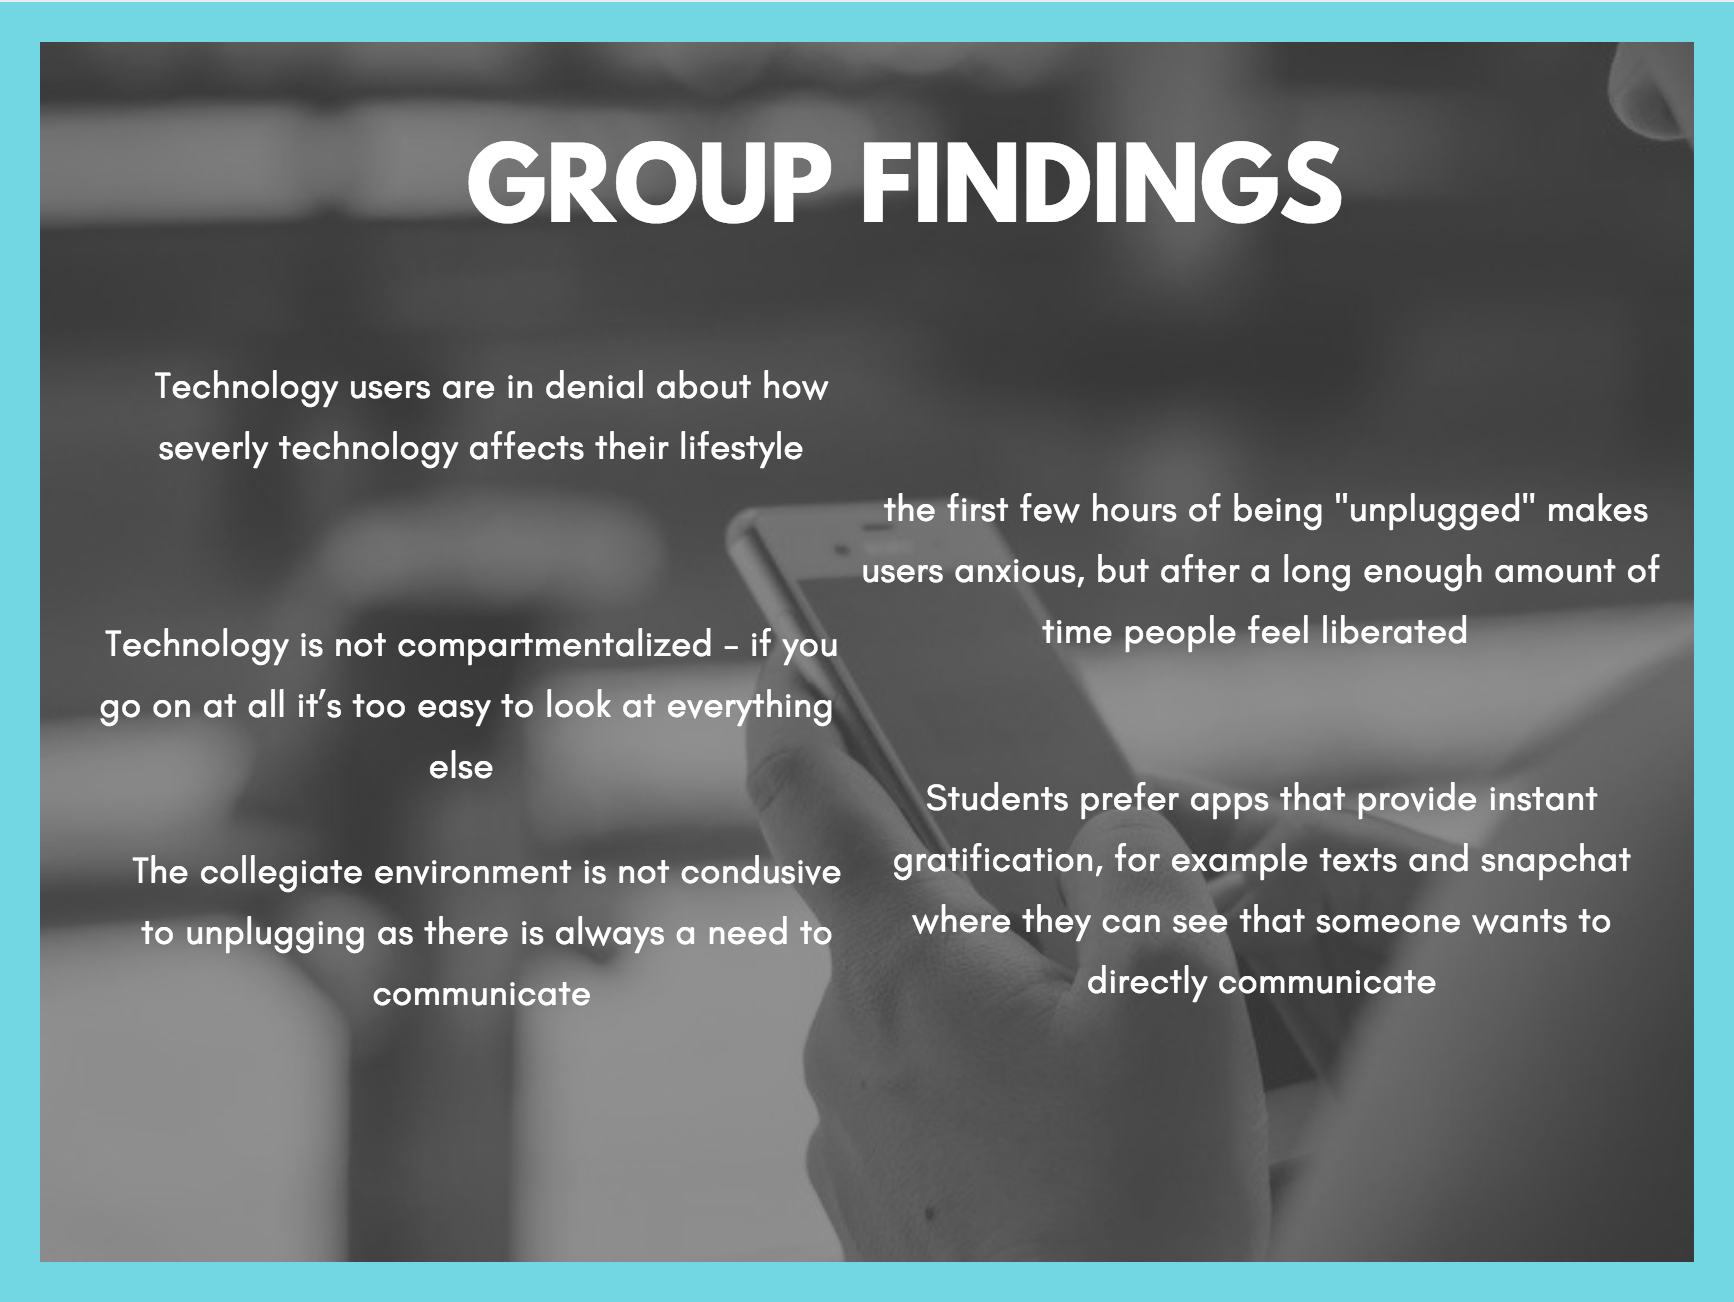 GROUP FINDINGS
Technology users are in denial about how
severly technology affects their lifestyle
Technology is not compartmentalized - if you
go on at all it’s too easy to look at everything
else
The collegiate environment is not condusive
to unplugging as there is always a need to
communicate
the first few hours of being "unplugged" makes
users anxious, but after a long enough amount of
time people feel liberated
Students prefer apps that provide instant
gratification, for example texts and snapchat
where they can see that someone wants to
directly communicate